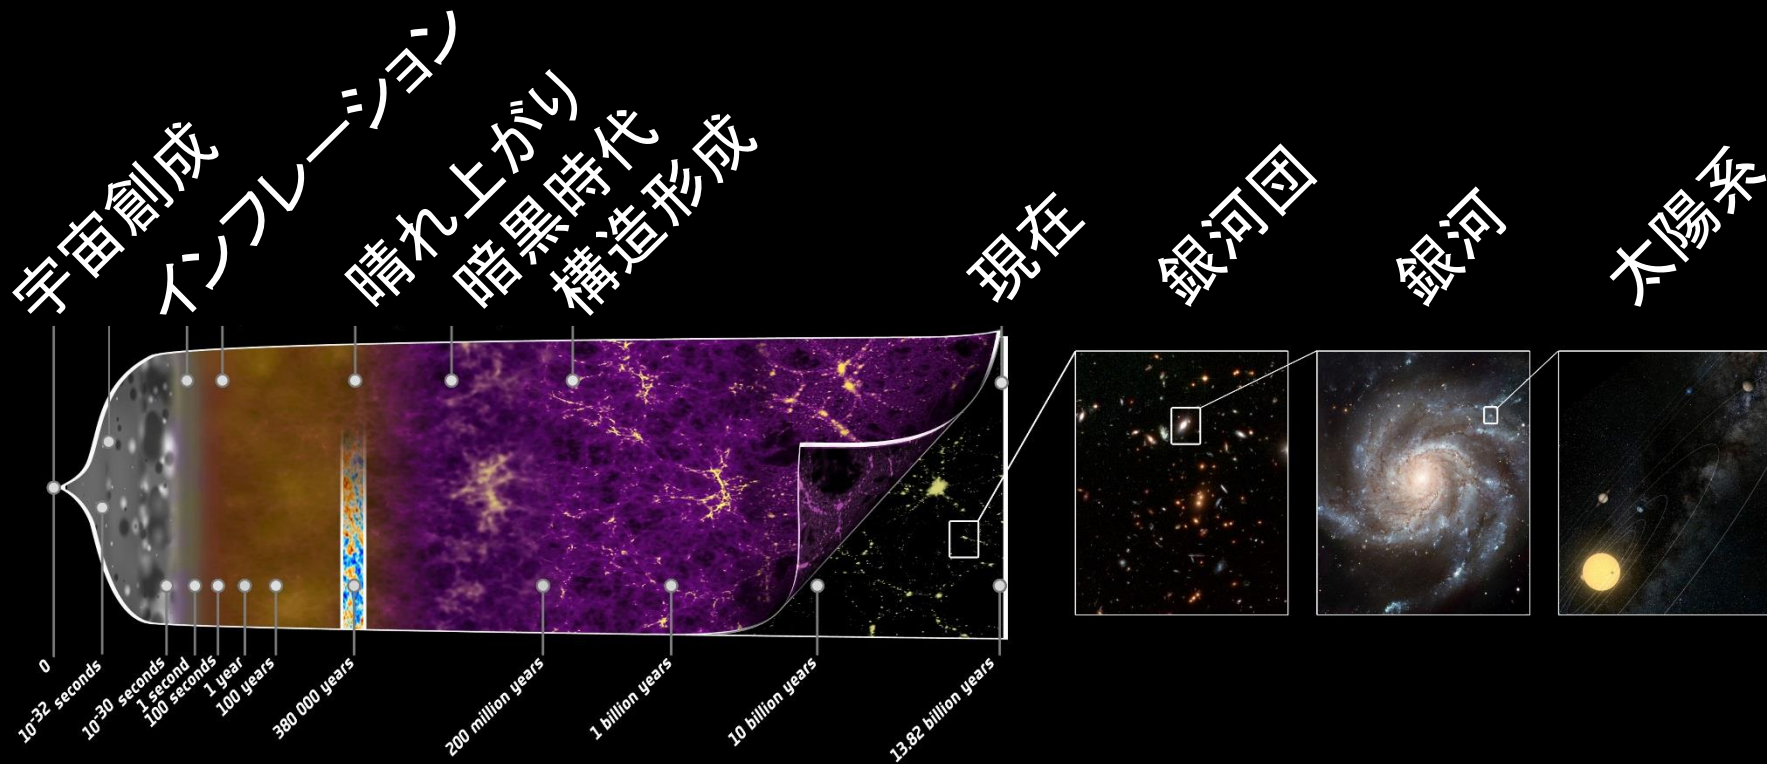 宇宙創成
インフレーション
晴れ上がり
暗黒時代
構造形成
現在
銀河団
銀河
太陽系
0
10-32 seconds
10-30 seconds
1 second
100 seconds
1 year
100 years
380 000 years
200 million years
1 billion years
10 billion years
13.82 billion years